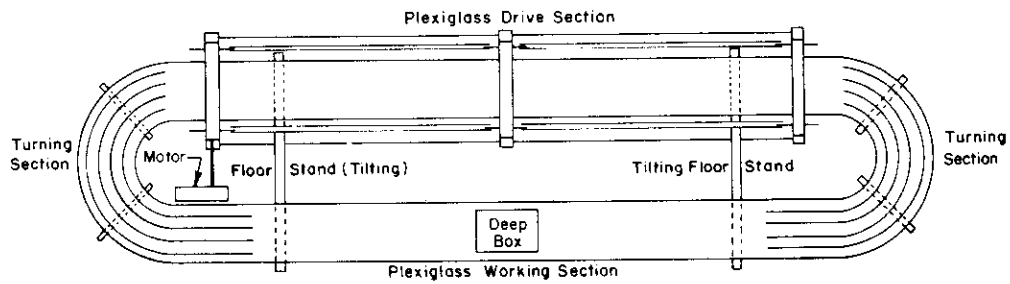 Plexiglass Drive Section
Turning
Section
Motor
Floor Stand (Tilting)
Tilting Floor Stand
Turning
Section
Deep
Box
Plexiglass Working Section